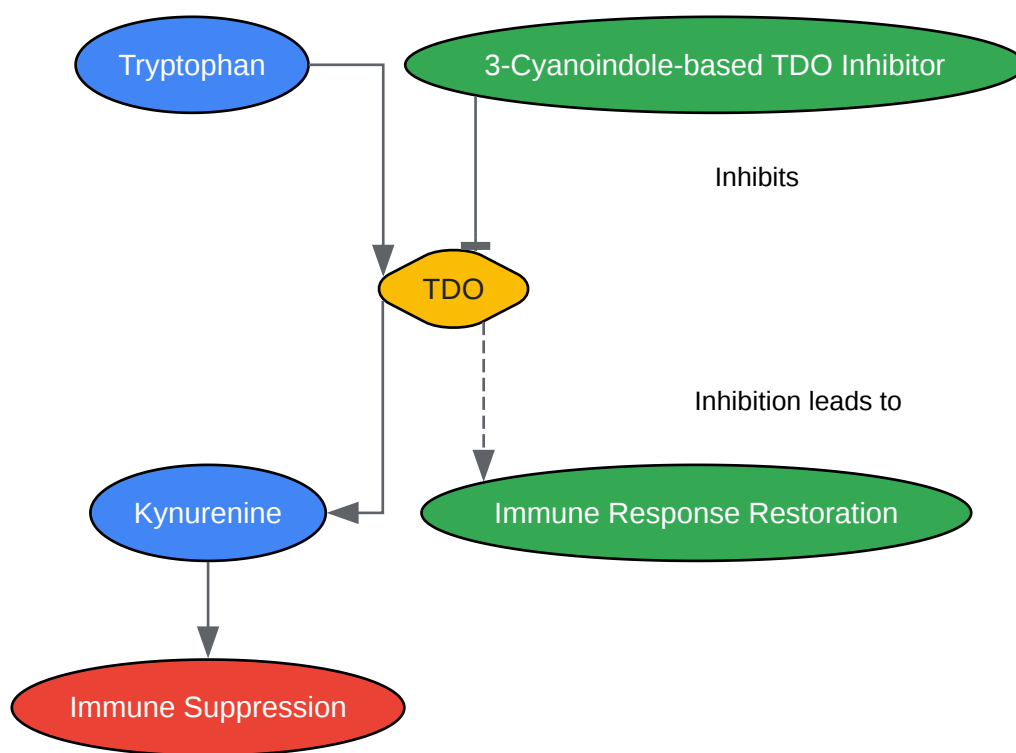 Tryptophan
3-Cyanoindole-based TDO Inhibitor
Inhibits
TDO
Inhibition leads to
Kynurenine
Immune Response Restoration
Immune Suppression